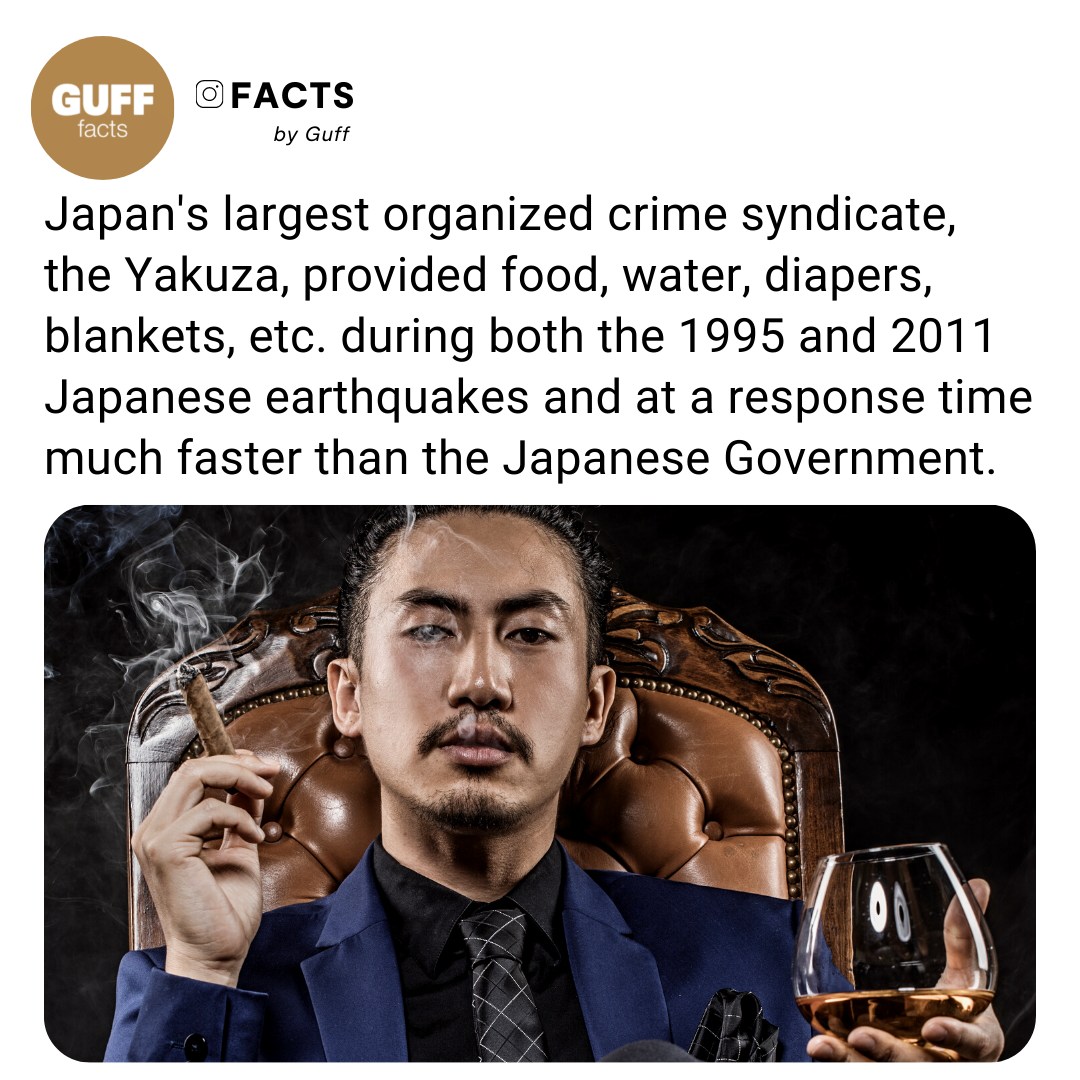 GUFF
facts
FACTS
by Guff
Japan's largest organized crime syndicate,
the Yakuza, provided food, water, diapers,
blankets, etc. during both the 1995 and 2011
Japanese earthquakes and at a response time
much faster than the Japanese Government.